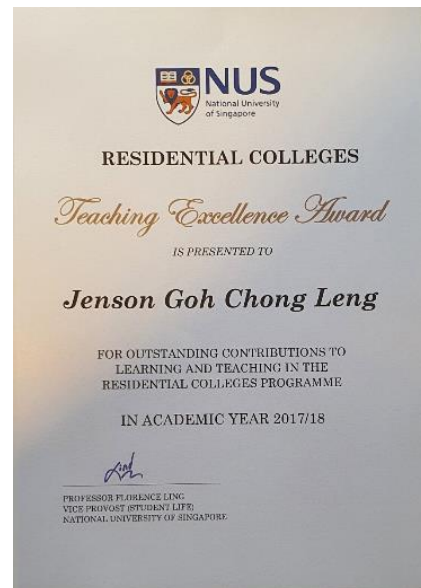 NUS
National University
of Singapore
RESIDENTIAL COLLEGES
Teaching Excellence Award
IS PRESENTED TO
Jenson Goh Chong Leng
FOR OUTSTANDING CONTRIBUTIONS TO
LEARNING AND TEACHING IN THE
RESIDENTIAL COLLEGES PROGRAMME
IN ACADEMIC YEAR 2017/18
PROFESSOR FLORENCE LING
VICE PROVOST (STUDENT LIFE)
NATIONAL UNIVERSITY OF SINGAPORE